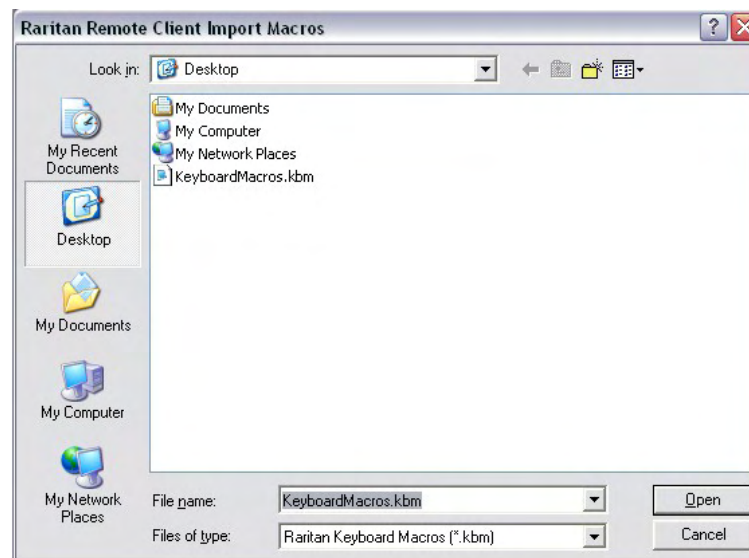 Raritan Remote Client Import Macros
Look in:
Desktop
My Documents
My Computer
My Network Places
KeyboardMacros.kbm
My Recent
Documents
Desktop
My Documents
My Computer
My Network
Places
File name:
KeyboardMacros.kbm
Open
Files of type:
Raritan Keyboard Macros (*.kbm)
Cancel